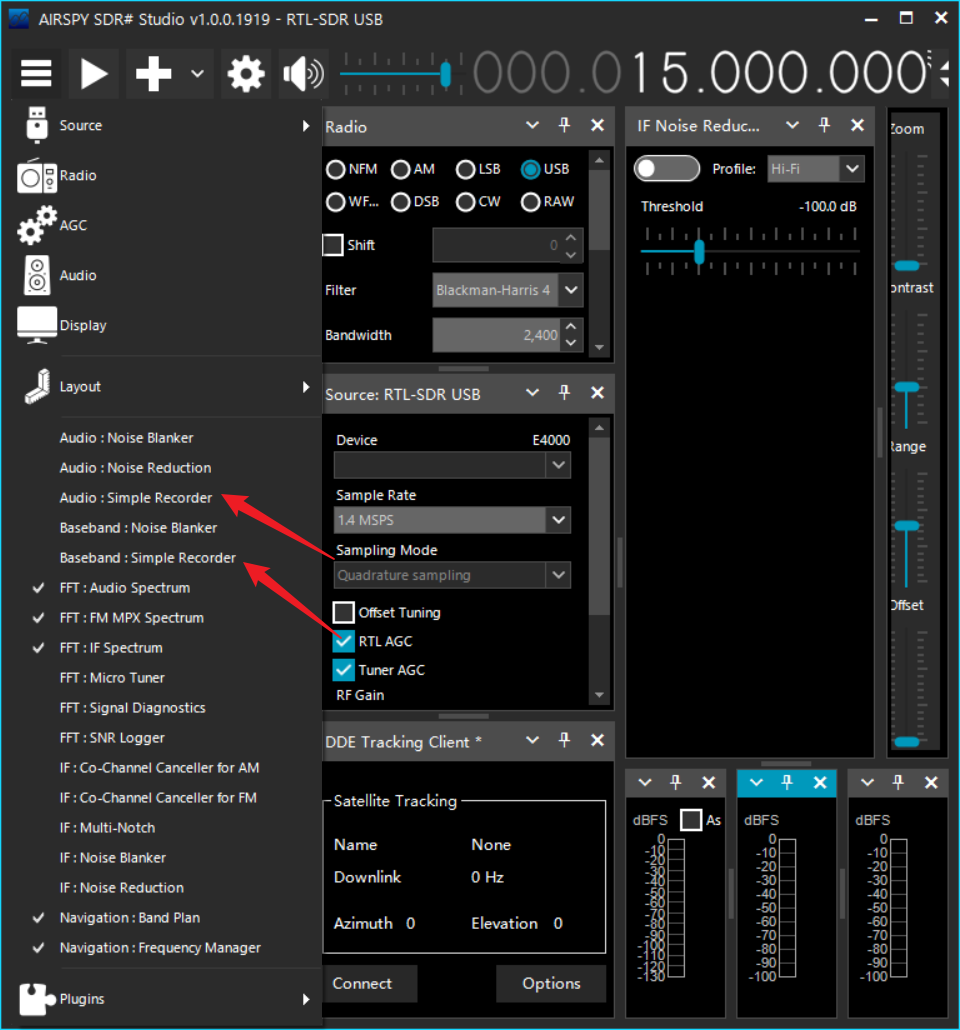 AIRSPY SDR# Studio v1.0.0.1919 - RTL-SDR USB
000.015.000.000
Source
Radio
AGC
Audio
Display
Layout
Audio : Noise Blanker
Audio : Noise Reduction
Audio : Simple Recorder
Baseband : Noise Blanker
Baseband : Simple Recorder
FFT : Audio Spectrum
FFT : FM MPX Spectrum
FFT : IF Spectrum
FFT : Micro Tuner
FFT : Signal Diagnostics
FFT : SNR Logger
IF : Co-Channel Canceller for AM
IF : Co-Channel Canceller for FM
IF : Multi-Notch
IF : Noise Blanker
IF : Noise Reduction
Navigation : Band Plan
Navigation : Frequency Manager
Plugins
Radio
NFM AM LSB USB
WF... DSB CW RAW
Shift 0
Filter Blackman-Harris 4
Bandwidth 2,400
Source: RTL-SDR USB
Device E4000
Sample Rate
1.4 MSPS
Sampling Mode
Quadrature sampling
Offset Tuning
RTL AGC
Tuner AGC
RF Gain
DDE Tracking Client *
Satellite Tracking
Name None
Downlink 0 Hz
Azimuth 0 Elevation 0
Connect Options
IF Noise Reduc...
Profile: Hi-Fi
Threshold -100.0 dB
Zoom
ontrast
Range
Offset
dBFS As
0
-10
-20
-30
-40
-50
-60
-70
-80
-90
-100
-110
-120
-130
dBFS
0
-10
-20
-30
-40
-50
-60
-70
-80
-90
-100
dBFS
0
-10
-20
-30
-40
-50
-60
-70
-80
-90
-100